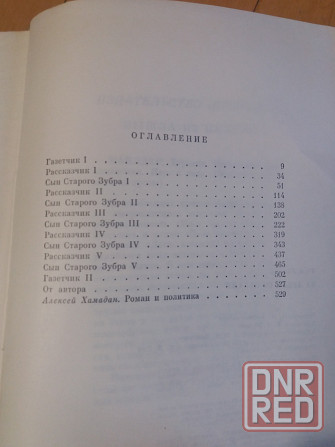 ОГЛАВЛЕНИЕ
Газетчик I . . . . . . . . . . . . . . . 9
Рассказчик I . . . . . . . . . . . . . . 34
Сын Старого Зубра I . . . . . . . . . . . 51
Рассказчик II . . . . . . . . . . . . . . 114
Сын Старого Зубра II . . . . . . . . . . . 138
Рассказчик III . . . . . . . . . . . . . . 202
Сын Старого Зубра III . . . . . . . . . . 222
Рассказчик IV . . . . . . . . . . . . . . 319
Сын Старого Зубра IV . . . . . . . . . . . 343
Рассказчик V . . . . . . . . . . . . . . 437
Сын Старого Зубра V . . . . . . . . . . . 465
Газетчик II . . . . . . . . . . . . . . . 502
От автора . . . . . . . . . . . . . . . 527
Алексей Хамадан. Роман и политика . . . . . . 529
DNR
RED